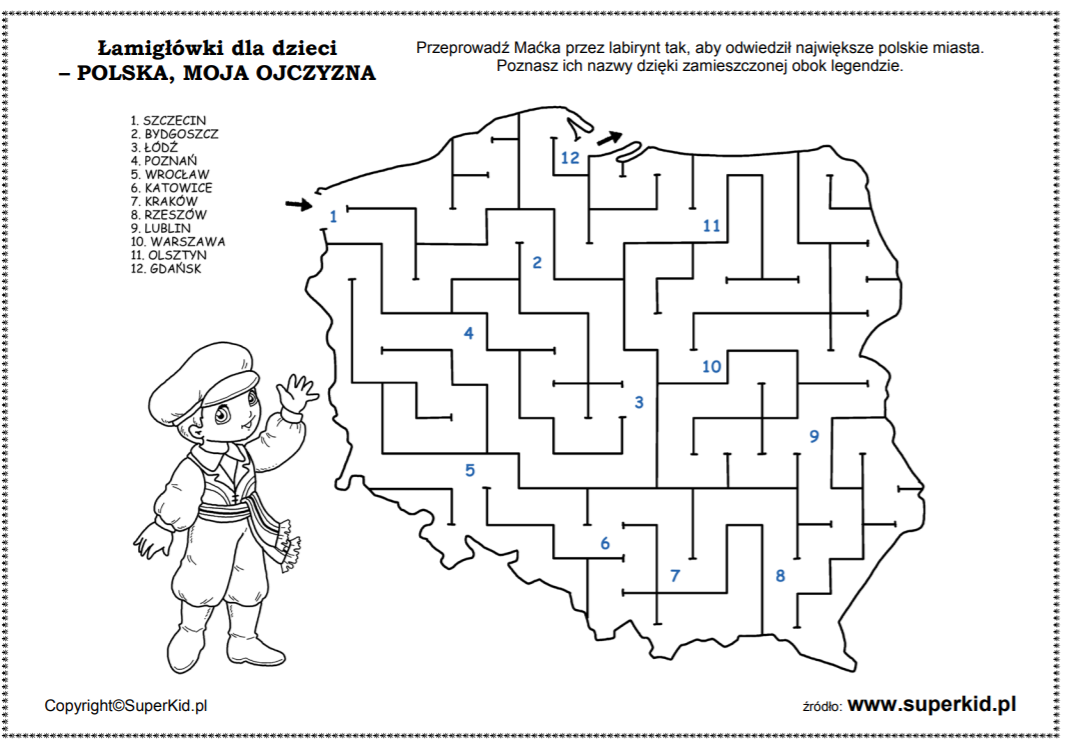 Łamigłówki dla dzieci
– POLSKA, MOJA OJCZYZNA
Przeprowadź Maćka przez labirynt tak, aby odwiedził największe polskie miasta.
Poznasz ich nazwy dzięki zamieszczonej obok legendzie.
1. SZCZECIN
2. BYDGOSZCZ
3. ŁÓDŹ
4. POZNAŃ
5. WROCŁAW
6. KATOWICE
7. KRAKÓW
8. RZESZÓW
9. LUBLIN
10. WARSZAWA
11. OLSZTYN
12. GDAŃSK
12
1
11
2
4
10
3
9
5
6
7
8
Copyright©SuperKid.pl
źródło: www.superkid.pl